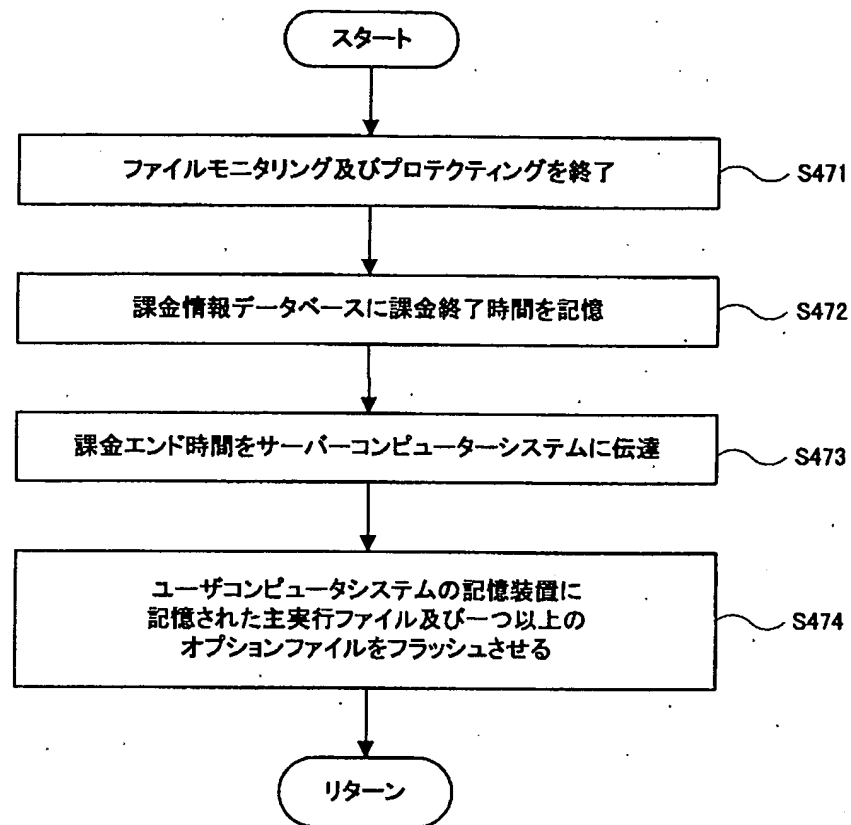 スタート
ファイルモニタリング及びプロテクティングを終了
S471
課金情報データベースに課金終了時間を記憶
S472
課金エンド時間をサーバーコンピューターシステムに伝達
S473
ユーザコンピュータシステムの記憶装置に
記憶された主実行ファイル及び一つ以上の
オプションファイルをフラッシュさせる
S474
リターン